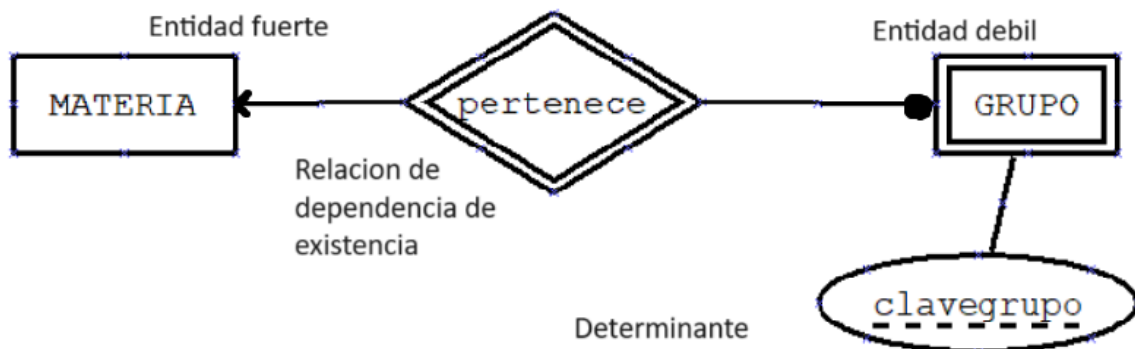 Entidad fuerte
Entidad debil
MATERIA
pertenece
GRUPO
Relacion de
dependencia de
existencia
clavegrupo
Determinante